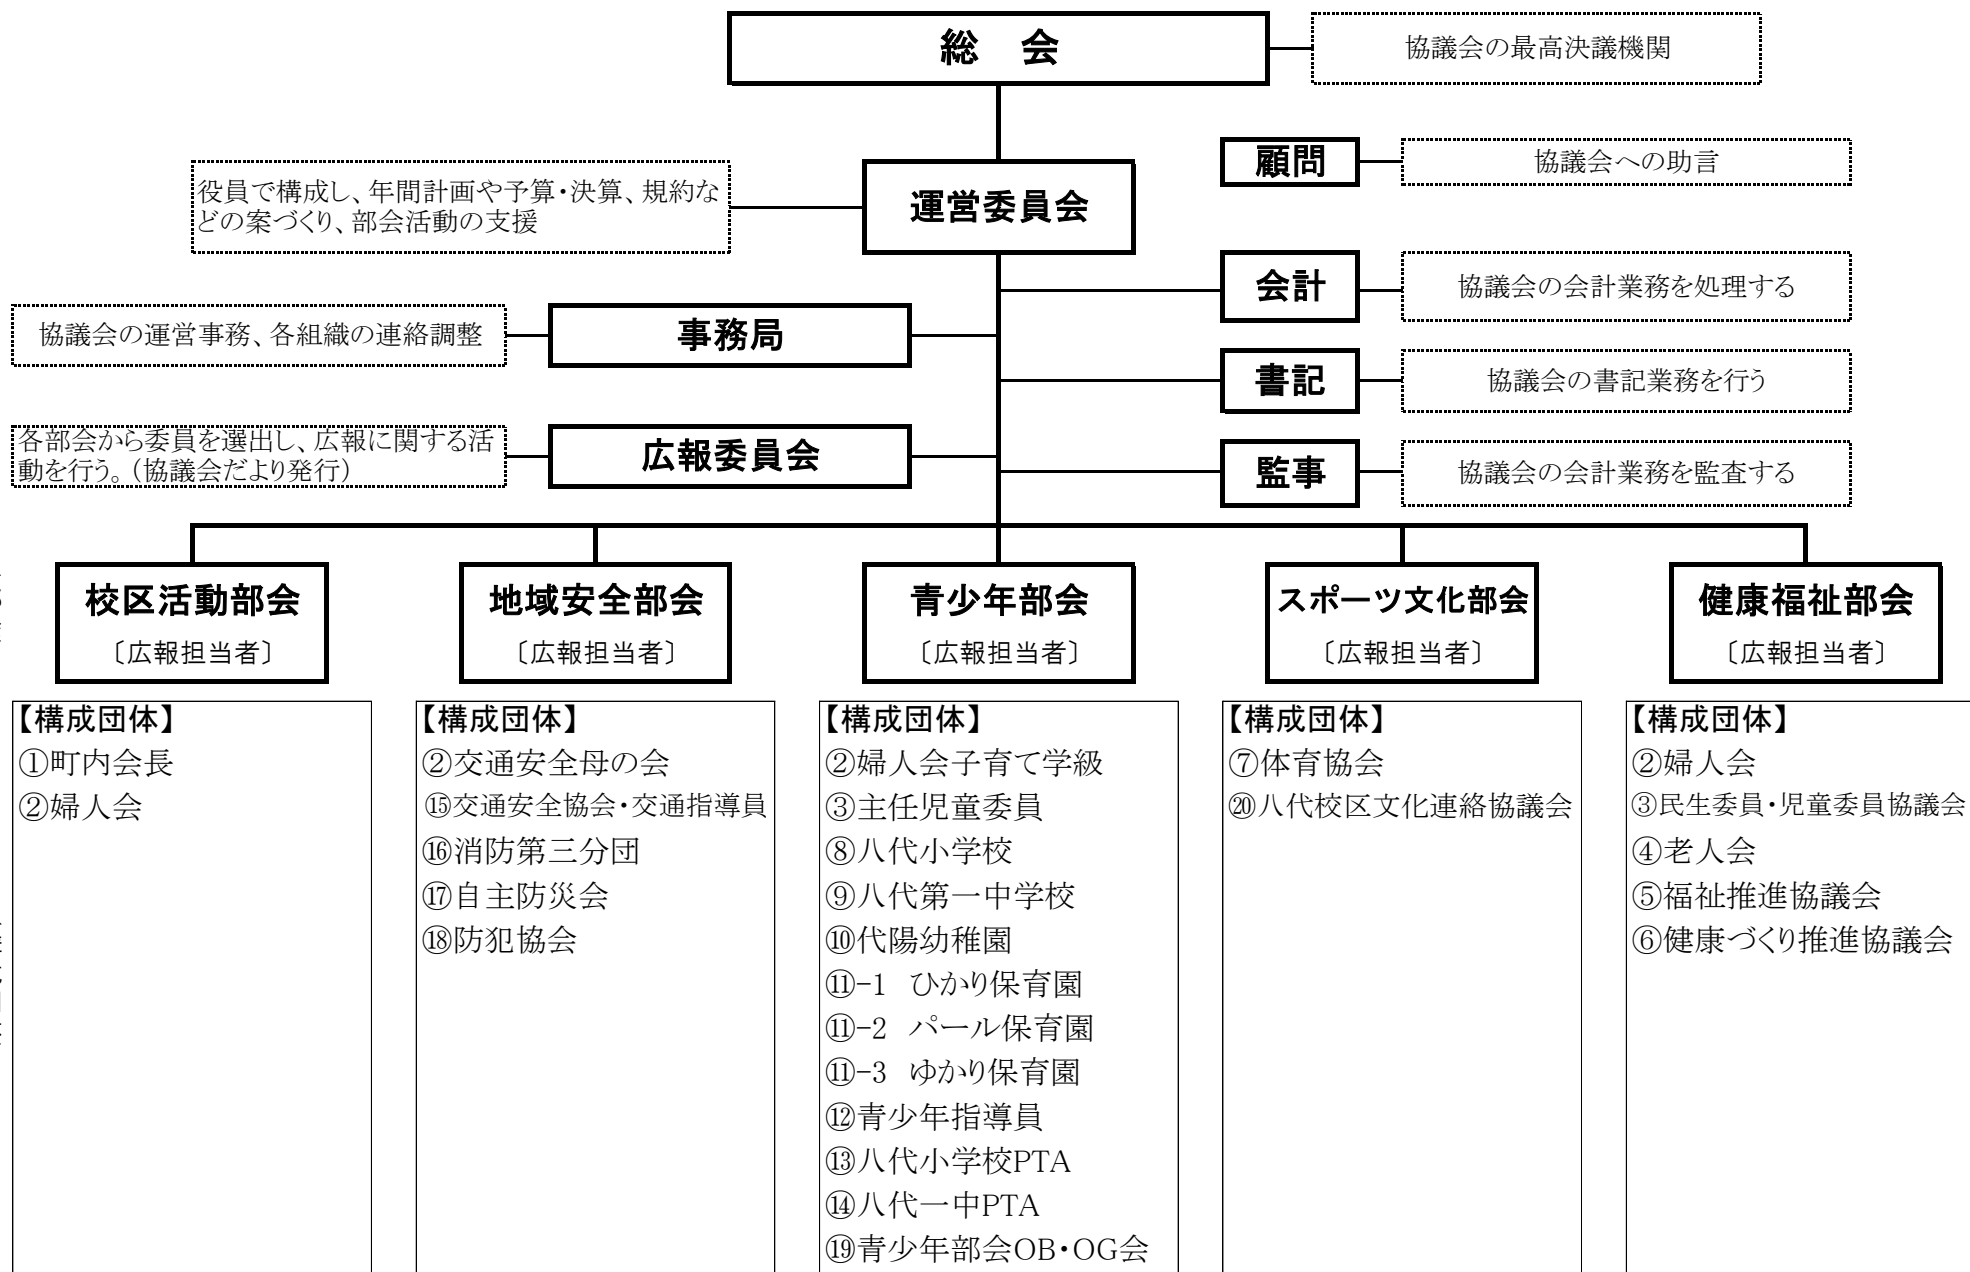 総　会
協議会の最高決議機関
顧問
協議会への助言
役員で構成し、年間計画や予算・決算、規約な
どの案づくり、部会活動の支援
運営委員会
会計
協議会の会計業務を処理する
協議会の運営事務、各組織の連絡調整
事務局
書記
協議会の書記業務を行う
各部会から委員を選出し、広報に関する活
動を行う。（協議会だより発行）
広報委員会
監事
協議会の会計業務を監査する
校区活動部会
〔広報担当者〕
地域安全部会
〔広報担当者〕
青少年部会
〔広報担当者〕
スポーツ文化部会
〔広報担当者〕
健康福祉部会
〔広報担当者〕
【構成団体】
①町内会長
②婦人会
【構成団体】
②交通安全母の会
⑮交通安全協会・交通指導員
⑯消防第三分団
⑰自主防災会
⑱防犯協会
【構成団体】
②婦人会子育て学級
③主任児童委員
⑧八代小学校
⑨八代第一中学校
⑩代陽幼稚園
⑪-1　ひかり保育園
⑪-2　パール保育園
⑪-3　ゆかり保育園
⑫青少年指導員
⑬八代小学校PTA
⑭八代一中PTA
⑲青少年部会OB・OG会
【構成団体】
⑦体育協会
⑳八代校区文化連絡協議会
【構成団体】
②婦人会
③民生委員・児童委員協議会
④老人会
⑤福祉推進協議会
⑥健康づくり推進協議会